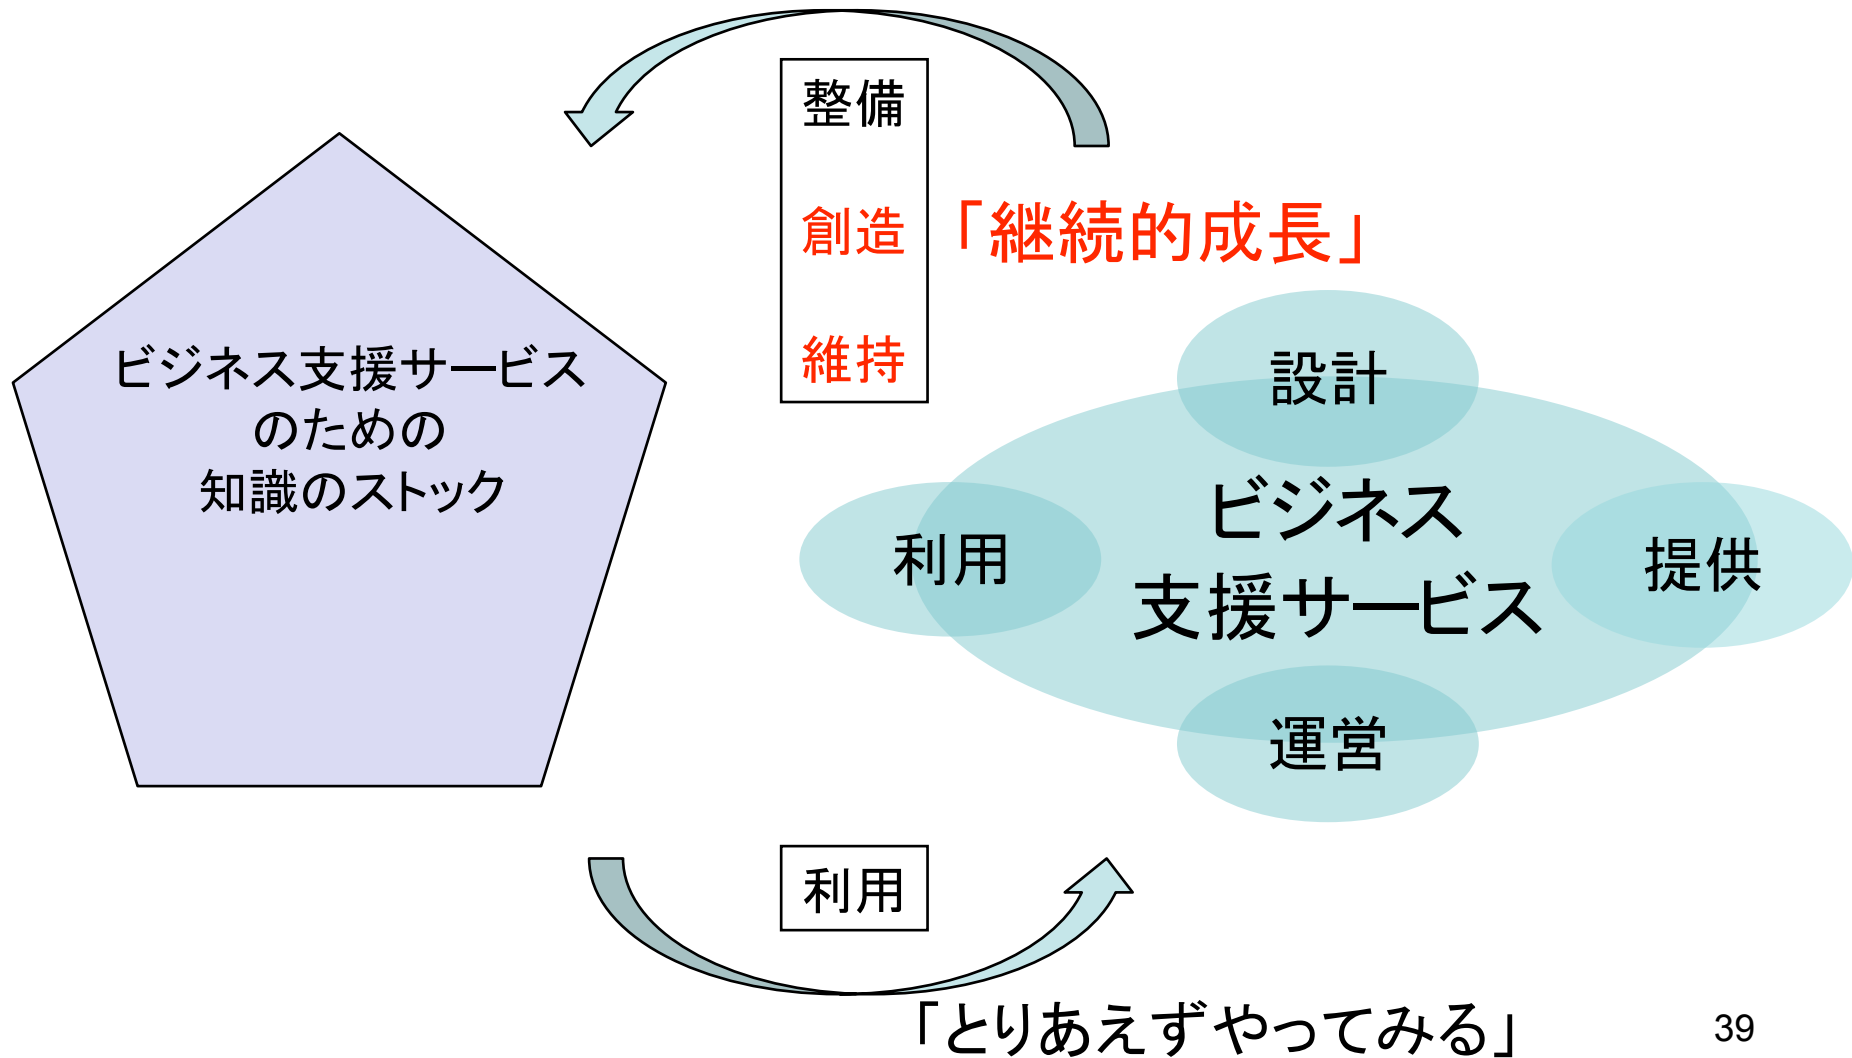 整備
創造
維持
「継続的成長」
ビジネス支援サービス
のための
知識のストック
設計
利用
ビジネス
支援サービス
提供
運営
利用
「とりあえずやってみる」
39